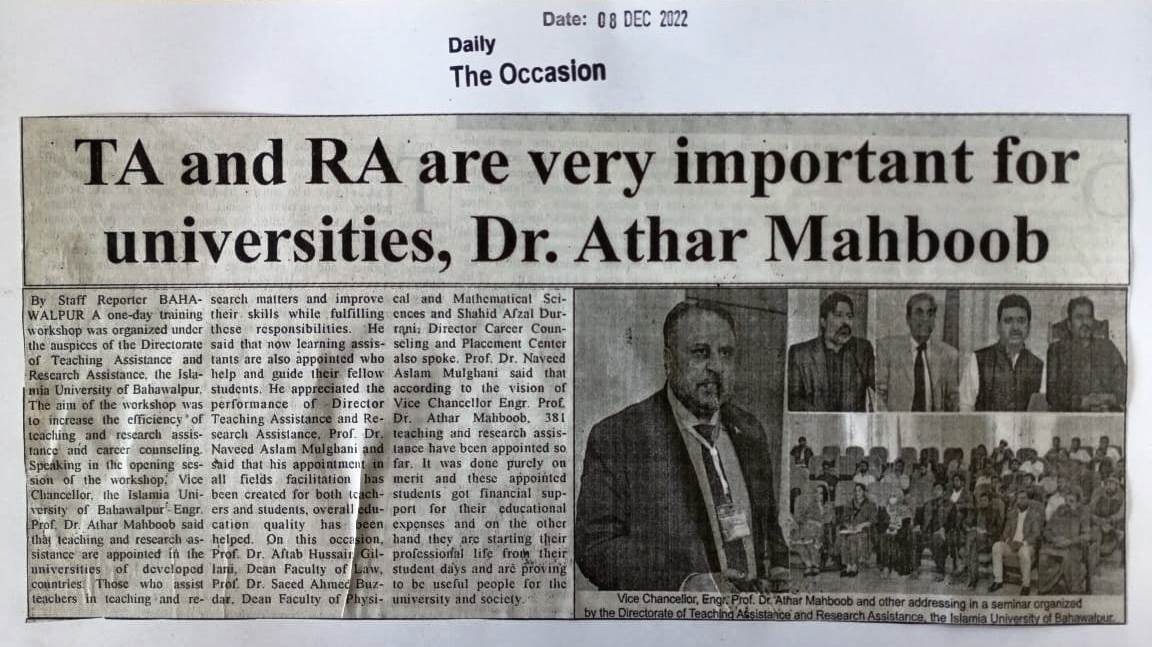 Date: 08 DEC 2022
Daily
The Occasion
TA and RA are very important for
universities, Dr. Athar Mahboob
By Staff Reporter BAHA-
WALPUR A one-day training
workshop was organized under
the auspices of the Directorate
of Teaching Assistance and
Research Assistance, the Isla-
mia University of Bahawalpur.
The aim of the workshop was
to increase the efficiency of
teaching and research assis-
tance and career counseling.
Speaking in the opening ses-
sion of the workshop, Vice
Chancellor, the Islamia Uni-
versity of Bahawalpur Engr.
Prof. Dr. Athar Mahboob said
that teaching and research as-
sistance are appointed in the
universities of developed
countries. Those who assist
teachers in teaching and re-
search matters and improve
their skills while fulfilling
these responsibilities. He
said that now learning assis-
tants are also appointed who
help and guide their fellow
students. He appreciated the
performance of Director
Teaching Assistance and Re-
search Assistance, Prof. Dr.
Naveed Aslam Mulghani and
said that his appointment in
all fields facilitation has
been created for both teach-
ers and students, overall edu-
cation quality has been
helped. On this occasion,
Prof. Dr. Aftab Hussain Gil-
lani, Dean Faculty of Law,
Prof. Dr. Saeed Ahmed Buz-
dar, Dean Faculty of Physi-
cal and Mathematical Sci-
ences and Shahid Afzal Dur-
rani; Director Career Coun-
seling and Placement Center
also spoke. Prof. Dr. Naveed
Aslam Mulghani said that
according to the vision of
Vice Chancellor Engr. Prof.
Dr. Athar Mahboob, 381
teaching and research assis-
tance have been appointed so
far. It was done purely on
merit and these appointed
students got financial sup-
port for their educational
expenses and on the other
hand they are starting their
professional life from their
student days and are proving
to be useful people for the
university and society.
Vice Chancellor, Engr. Prof. Dr. Athar Mahboob and other addressing in a seminar organized
by the Directorate of Teaching Assistance and Research Assistance, the Islamia University of Bahawalpur.